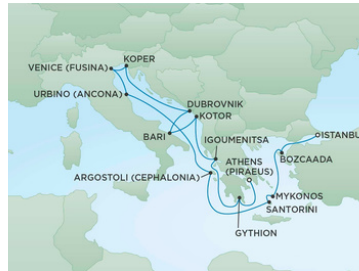 KOPER
VENICE (FUSINA)
URBINO (ANCONA)
DUBROVNIK
KOTOR
BARI
IGOUMENITSA
ISTANBU
ATHENS
(PIRAEUS)
BOZCAADA
ARGOSTOLI (CEPHALONIA)
MYKONOS
SANTORINI
GYTHION